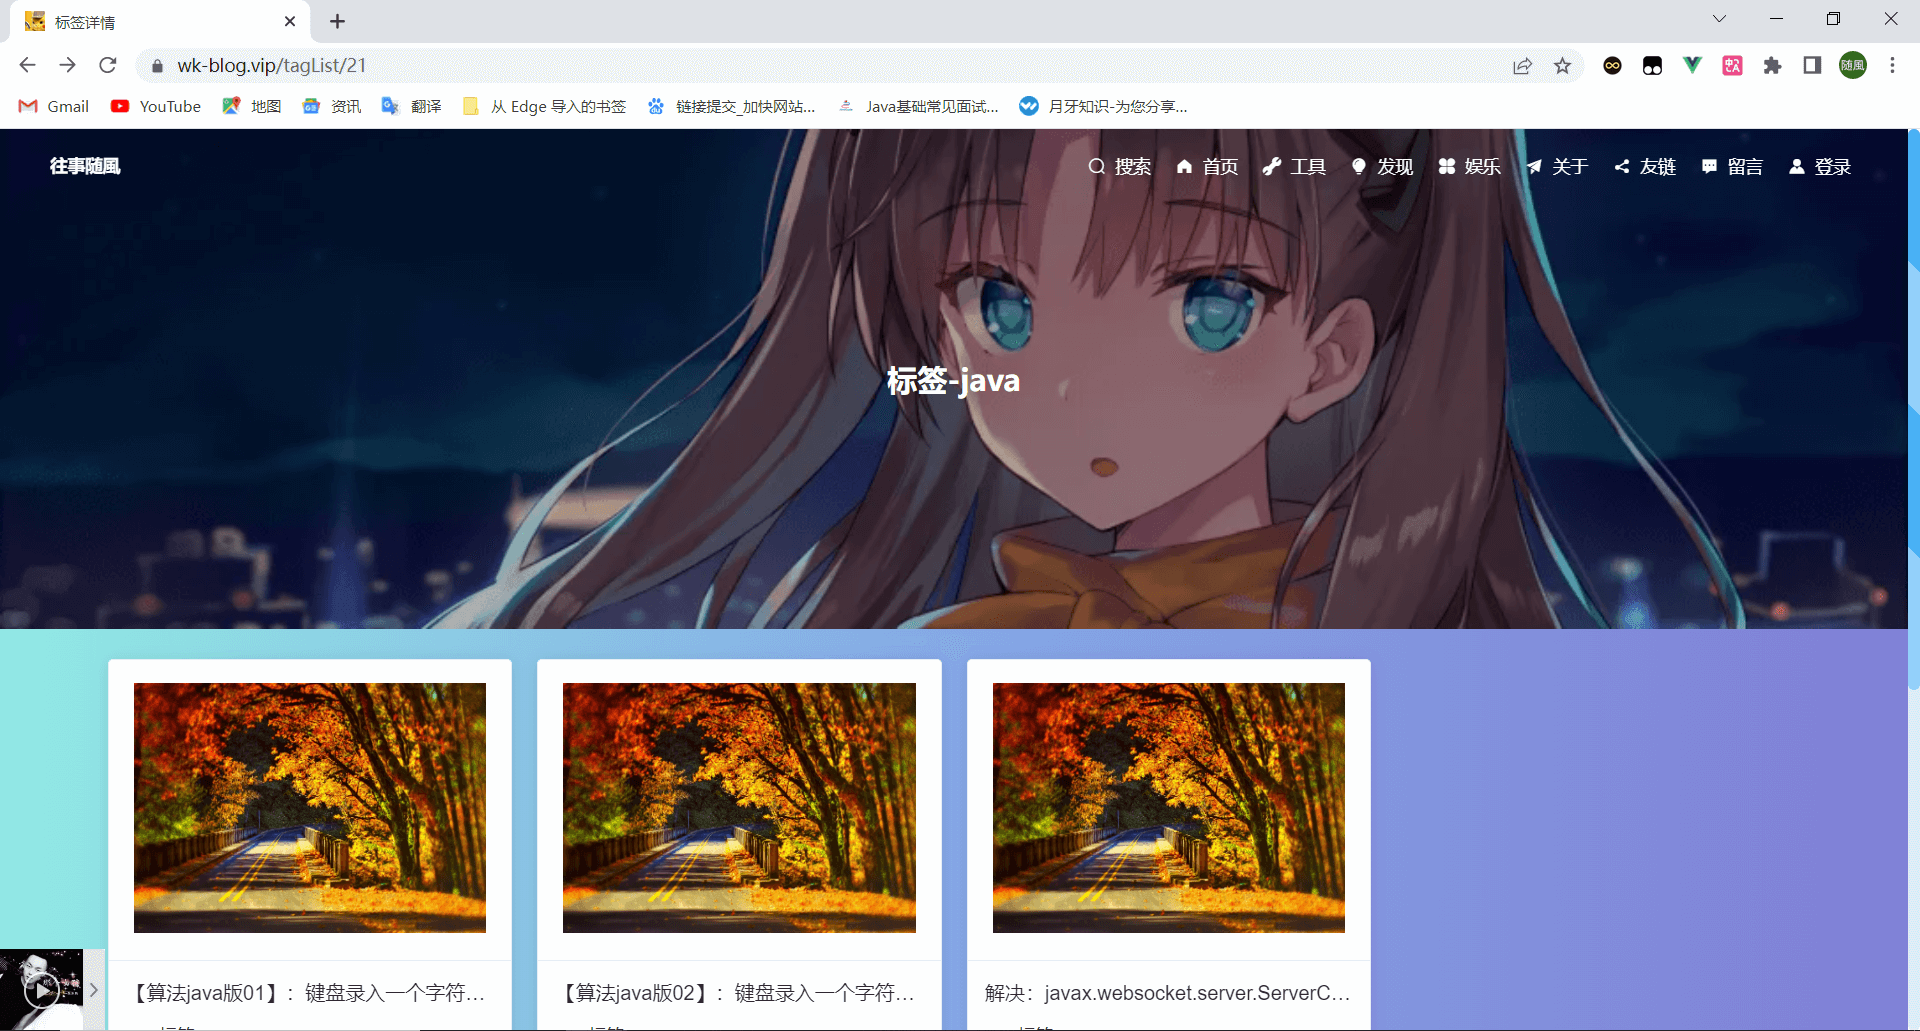 标签详情
wk-blog.vip/tagList/21
随風
Gmail YouTube 地图 资讯 翻译 从 Edge 导入的书签 链接提交_加快网站... Java基础常见面试... 月牙知识-为您分享...
往事随風 搜索 首页 工具 发现 娱乐 关于 友链 留言 登录
标签-java
【算法java版01】：键盘录入一个字符... 【算法java版02】：键盘录入一个字符... 解决：javax.websocket.server.ServerC...